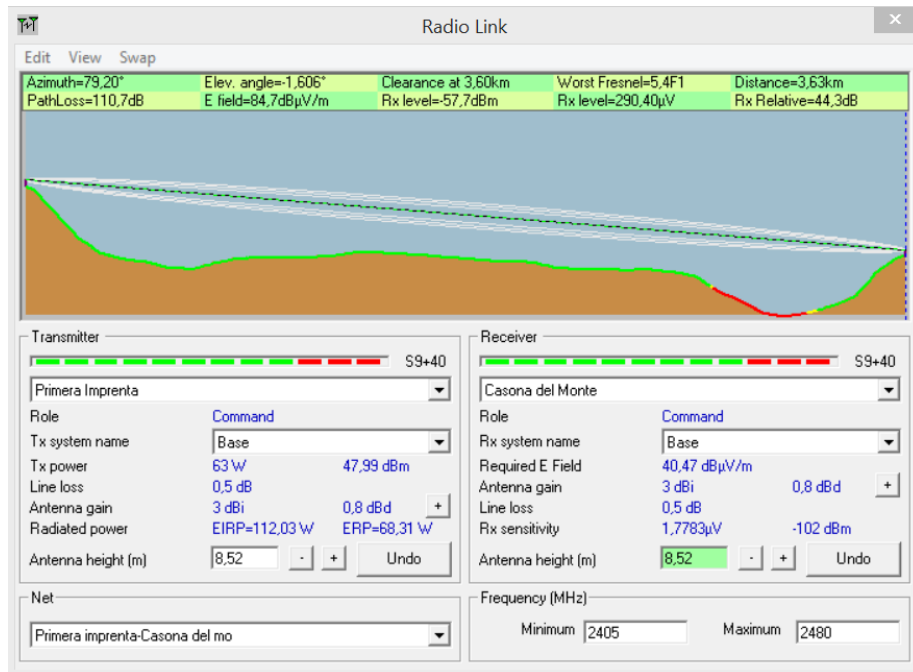 Radio Link
Edit View Swap
Azimuth=79,20° Elev. angle=-1,606° Clearance at 3,60km Worst Fresnel=5,4F1 Distance=3,63km
PathLoss=110,7dB E field=84,7dBµV/m Rx level=-57,7dBm Rx level=290,40µV Rx Relative=44,3dB
Transmitter
S9+40
Primera Imprenta
Role Command
Tx system name Base
Tx power 63 W 47,99 dBm
Line loss 0,5 dB
Antenna gain 3 dBi 0,8 dBd +
Radiated power EIRP=112,03 W ERP=68,31 W
Antenna height (m) 8,52 - + Undo
Net
Primera imprenta-Casona del mo
Receiver
S9+40
Casona del Monte
Role Command
Rx system name Base
Required E Field 40,47 dBµV/m
Antenna gain 3 dBi 0,8 dBd +
Line loss 0,5 dB
Rx sensitivity 1,7783µV -102 dBm
Antenna height (m) 8,52 - + Undo
Frequency (MHz)
Minimum 2405 Maximum 2480